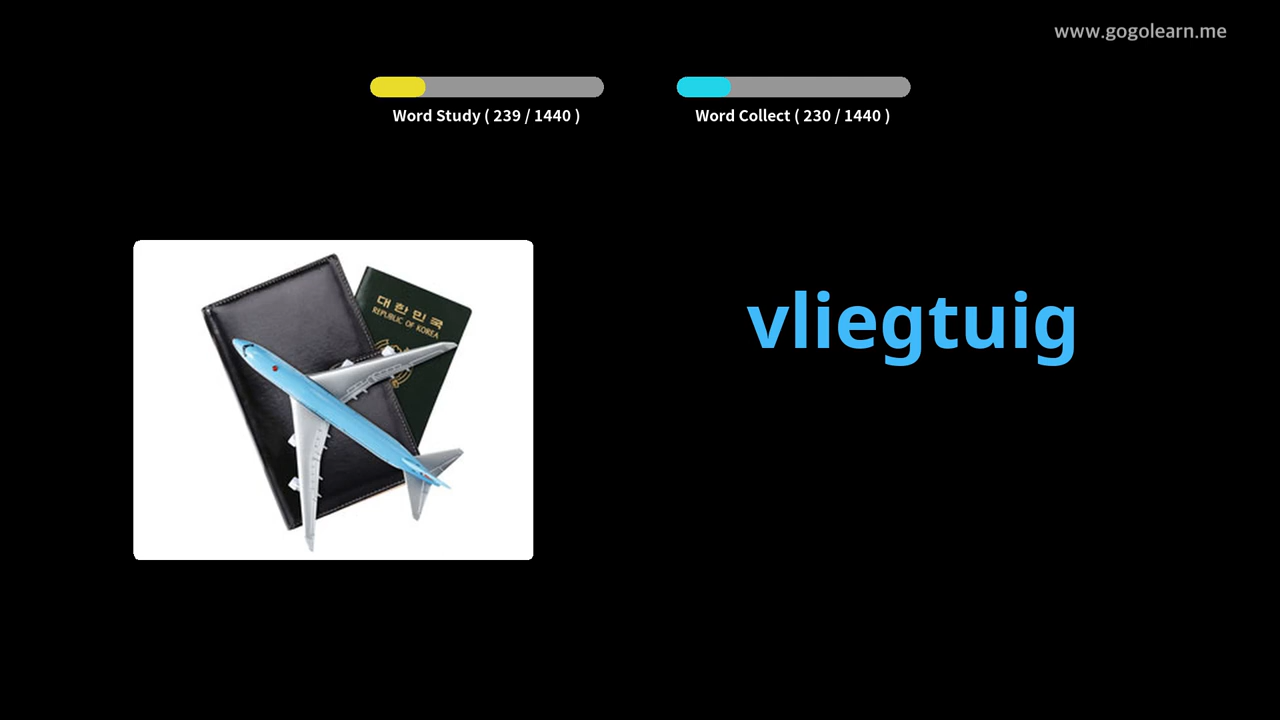 www.gogolearn.me
Word Study ( 239 / 1440 )
Word Collect ( 230 / 1440 )
대한민국
REPUBLIC OF KOREA
vliegtuig